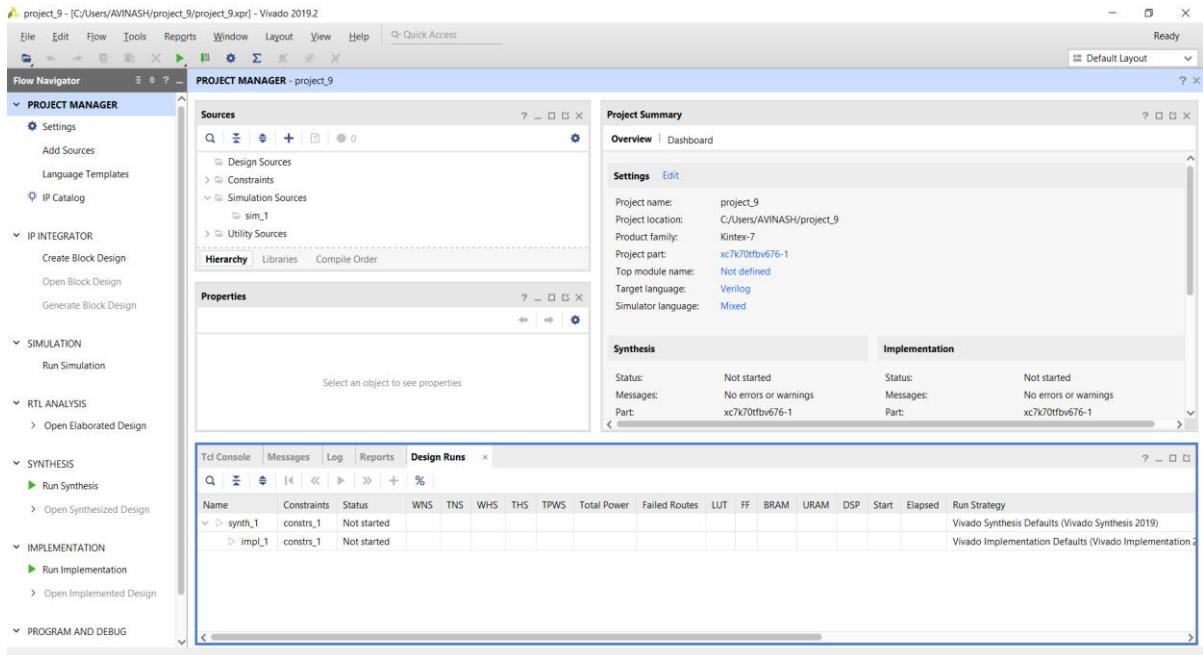 project_9 - [C:/Users/AVINASH/project_9/project_9.xpr] - Vivado 2019.2
File Edit Flow Tools Reports Window Layout View Help Q- Quick Access Ready
Default Layout
Flow Navigator
PROJECT MANAGER
Settings
Add Sources
Language Templates
IP Catalog
IP INTEGRATOR
Create Block Design
Open Block Design
Generate Block Design
SIMULATION
Run Simulation
RTL ANALYSIS
Open Elaborated Design
SYNTHESIS
Run Synthesis
Open Synthesized Design
IMPLEMENTATION
Run Implementation
Open Implemented Design
PROGRAM AND DEBUG
PROJECT MANAGER - project_9
Sources
0
Design Sources
Constraints
Simulation Sources
sim_1
Utility Sources
Hierarchy Libraries Compile Order
Properties
Select an object to see properties
Project Summary
Overview Dashboard
Settings Edit
Project name: project_9
Project location: C:/Users/AVINASH/project_9
Product family: Kintex-7
Project part: xc7k70tfbv676-1
Top module name: Not defined
Target language: Verilog
Simulator language: Mixed
Synthesis
Status: Not started
Messages: No errors or warnings
Part: xc7k70tfbv676-1
Implementation
Status: Not started
Messages: No errors or warnings
Part: xc7k70tfbv676-1
Tcl Console Messages Log Reports Design Runs
Name Constraints Status WNS TNS WHS THS TPWS Total Power Failed Routes LUT FF BRAM URAM DSP Start Elapsed Run Strategy
synth_1 constrs_1 Not started Vivado Synthesis Defaults (Vivado Synthesis 2019)
impl_1 constrs_1 Not started Vivado Implementation Defaults (Vivado Implementation 2